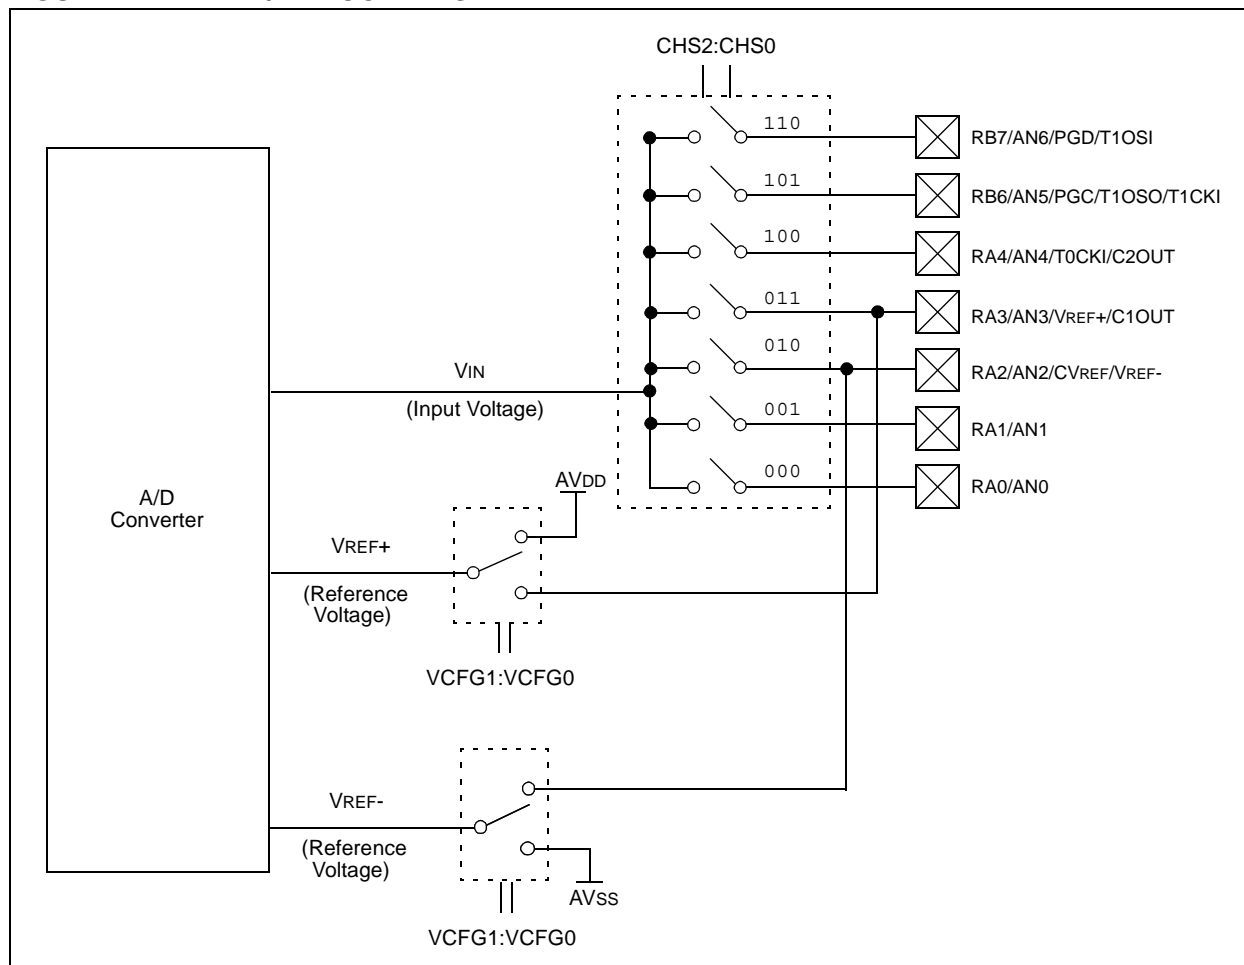 CHS2:CHS0
110
RB7/AN6/PGD/T1OSI
101
RB6/AN5/PGC/T1OSO/T1CKI
100
RA4/AN4/T0CKI/C2OUT
011
RA3/AN3/VREF+/C1OUT
010
RA2/AN2/CVREF/VREF-
VIN
(Input Voltage)
001
RA1/AN1
000
RA0/AN0
A/D
Converter
AVDD
VREF+
(Reference
Voltage)
VCFG1:VCFG0
VREF-
(Reference
Voltage)
AVSS
VCFG1:VCFG0